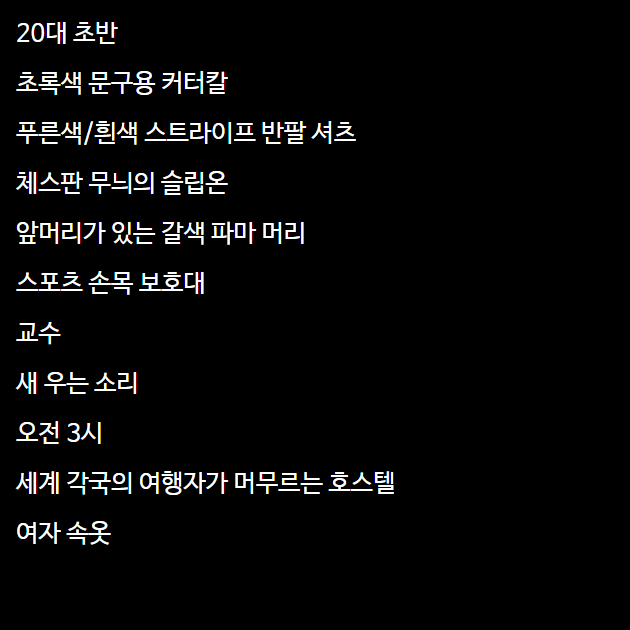 20대 초반
초록색 문구용 커터칼
푸른색/흰색 스트라이프 반팔 셔츠
체스판 무늬의 슬립온
앞머리가 있는 갈색 파마 머리
스포츠 손목 보호대
교수
새 우는 소리
오전 3시
세계 각국의 여행자가 머무르는 호스텔
여자 속옷